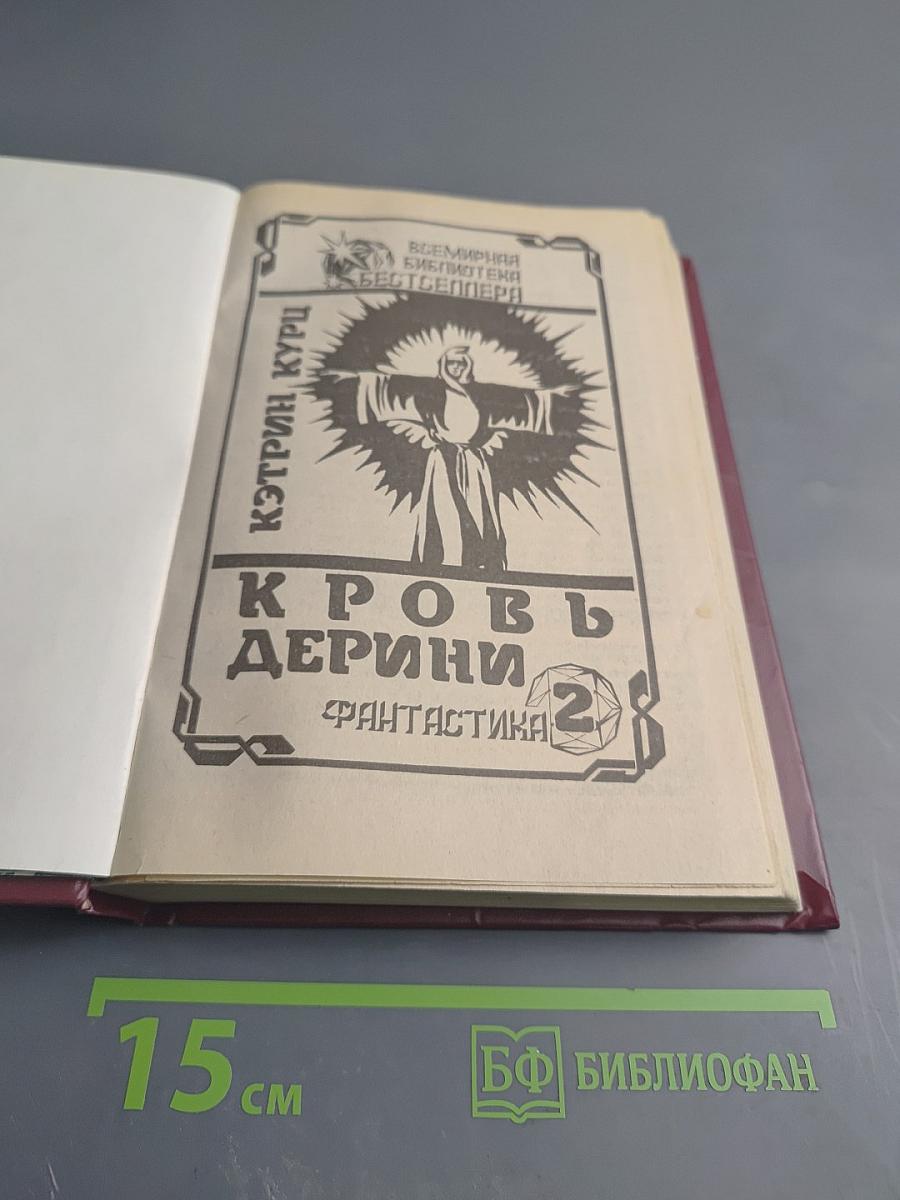 ВСЕМИРНАЯ
БИБЛИОТЕКА
БЕСТСЕЛЛЕРА
КЭТРИН КУРЦ
КРОВЬ
ДЕРИНИ
ФАНТАСТИКА
2
15 см
БФ БИБЛИОФАН